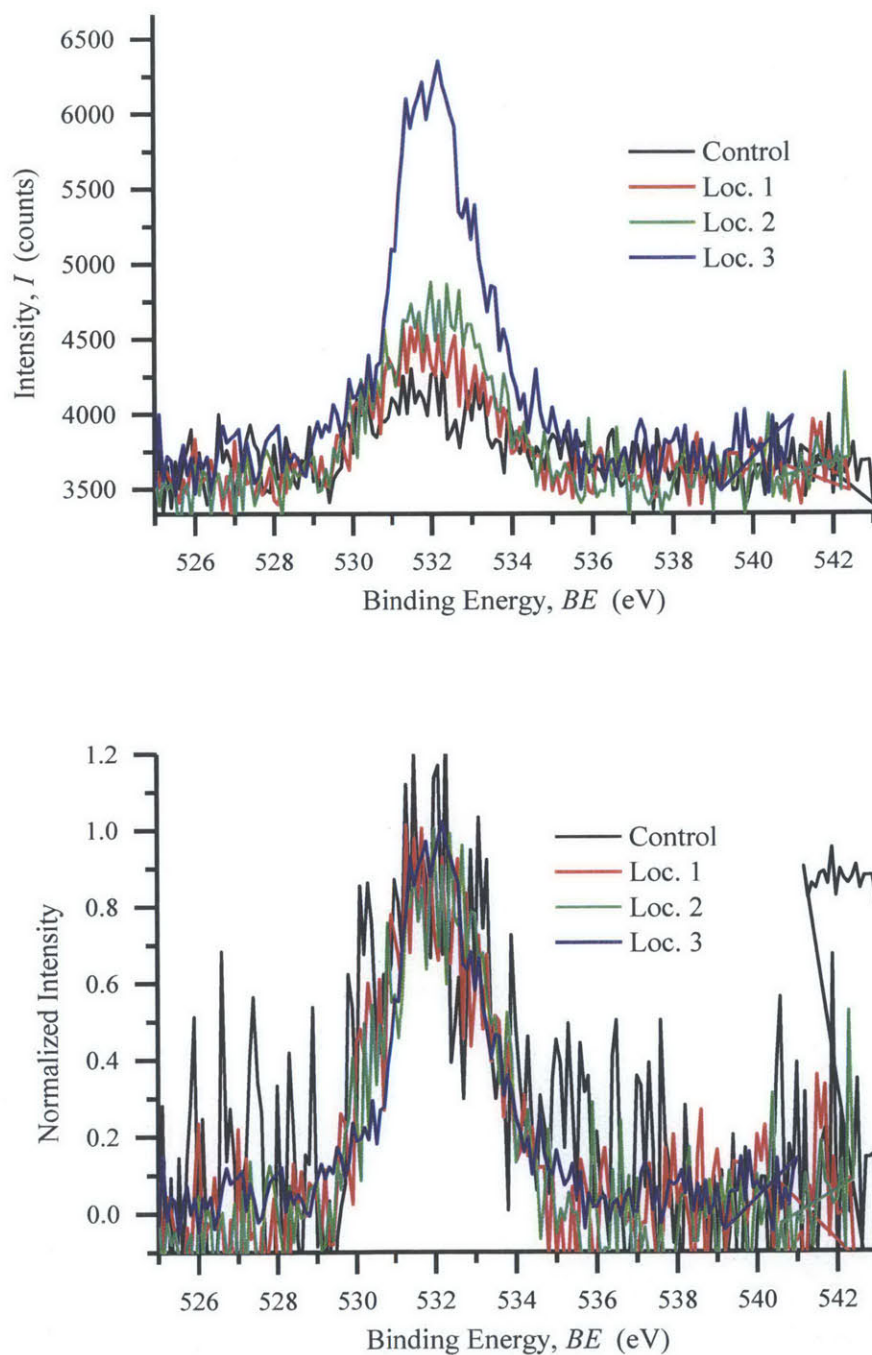 6500
6000
5500
5000
4500
4000
3500
Intensity, I (counts)
Control
Loc. 1
Loc. 2
Loc. 3
526 528 530 532 534 536 538 540 542
Binding Energy, BE (eV)
1.2
1.0
0.8
0.6
0.4
0.2
0.0
Normalized Intensity
Control
Loc. 1
Loc. 2
Loc. 3
526 528 530 532 534 536 538 540 542
Binding Energy, BE (eV)